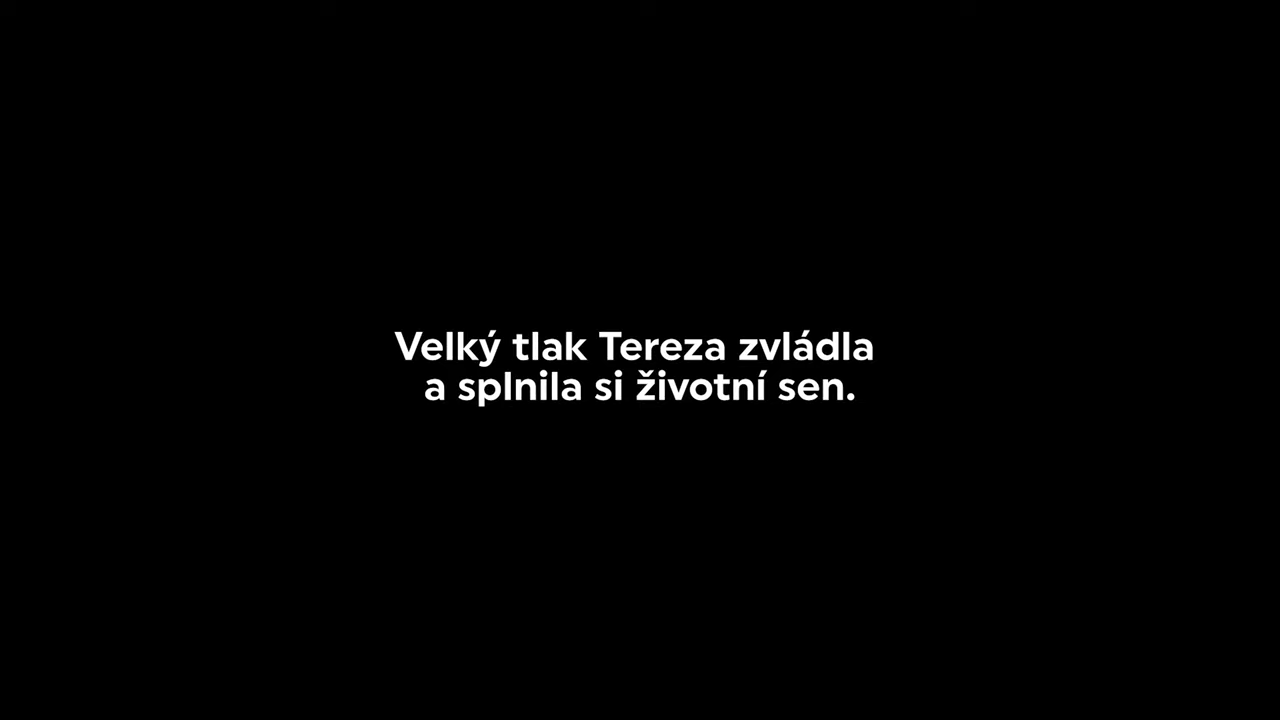 Velký tlak Tereza zvládla
a splnila si životní sen.